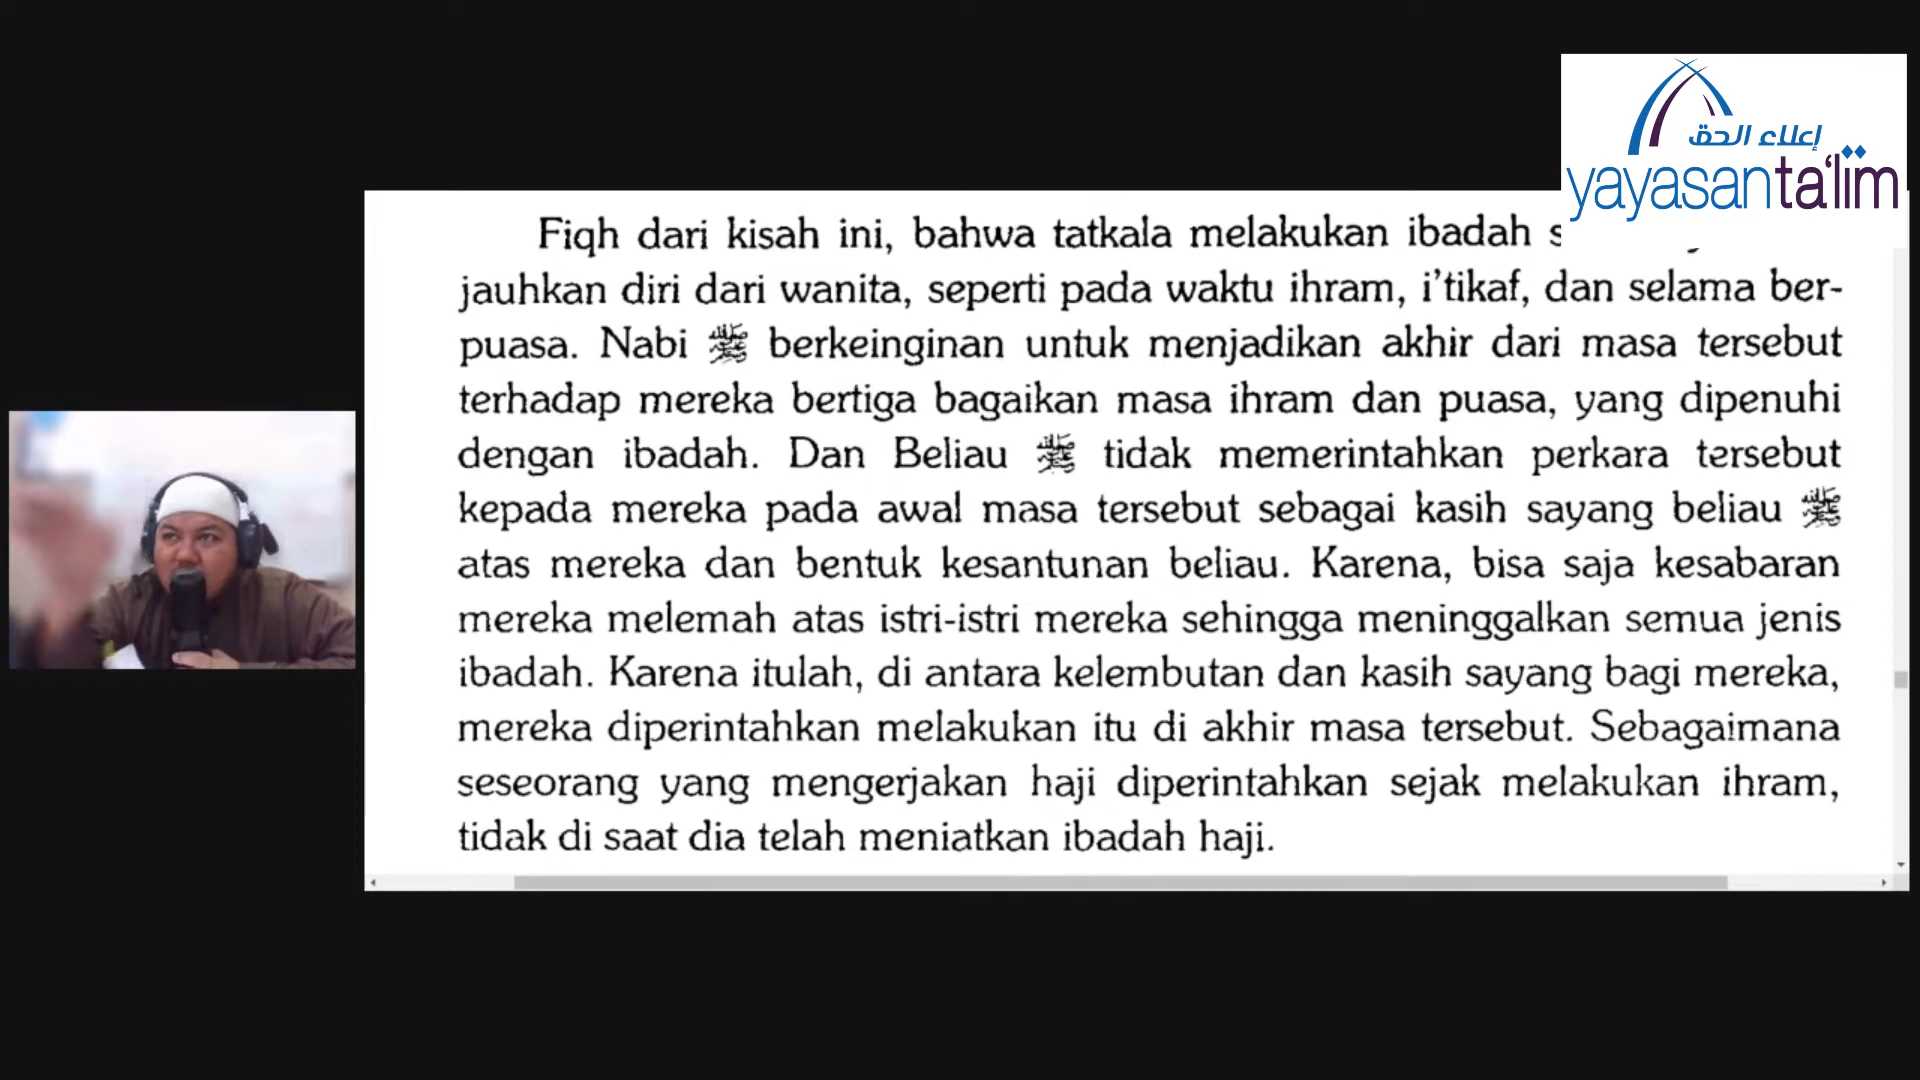 إعلاء الحق
yayasanta'lim
Fiqh dari kisah ini, bahwa tatkala melakukan ibadah
jauhkan diri dari wanita, seperti pada waktu ihram, i'tikaf, dan selama ber-
puasa. Nabi ﷺ berkeinginan untuk menjadikan akhir dari masa tersebut
terhadap mereka bertiga bagaikan masa ihram dan puasa, yang dipenuhi
dengan ibadah. Dan Beliau ﷺ tidak memerintahkan perkara tersebut
kepada mereka pada awal masa tersebut sebagai kasih sayang beliau ﷺ
atas mereka dan bentuk kesantunan beliau. Karena, bisa saja kesabaran
mereka melemah atas istri-istri mereka sehingga meninggalkan semua jenis
ibadah. Karena itulah, di antara kelembutan dan kasih sayang bagi mereka,
mereka diperintahkan melakukan itu di akhir masa tersebut. Sebagaimana
seseorang yang mengerjakan haji diperintahkan sejak melakukan ihram,
tidak di saat dia telah meniatkan ibadah haji.